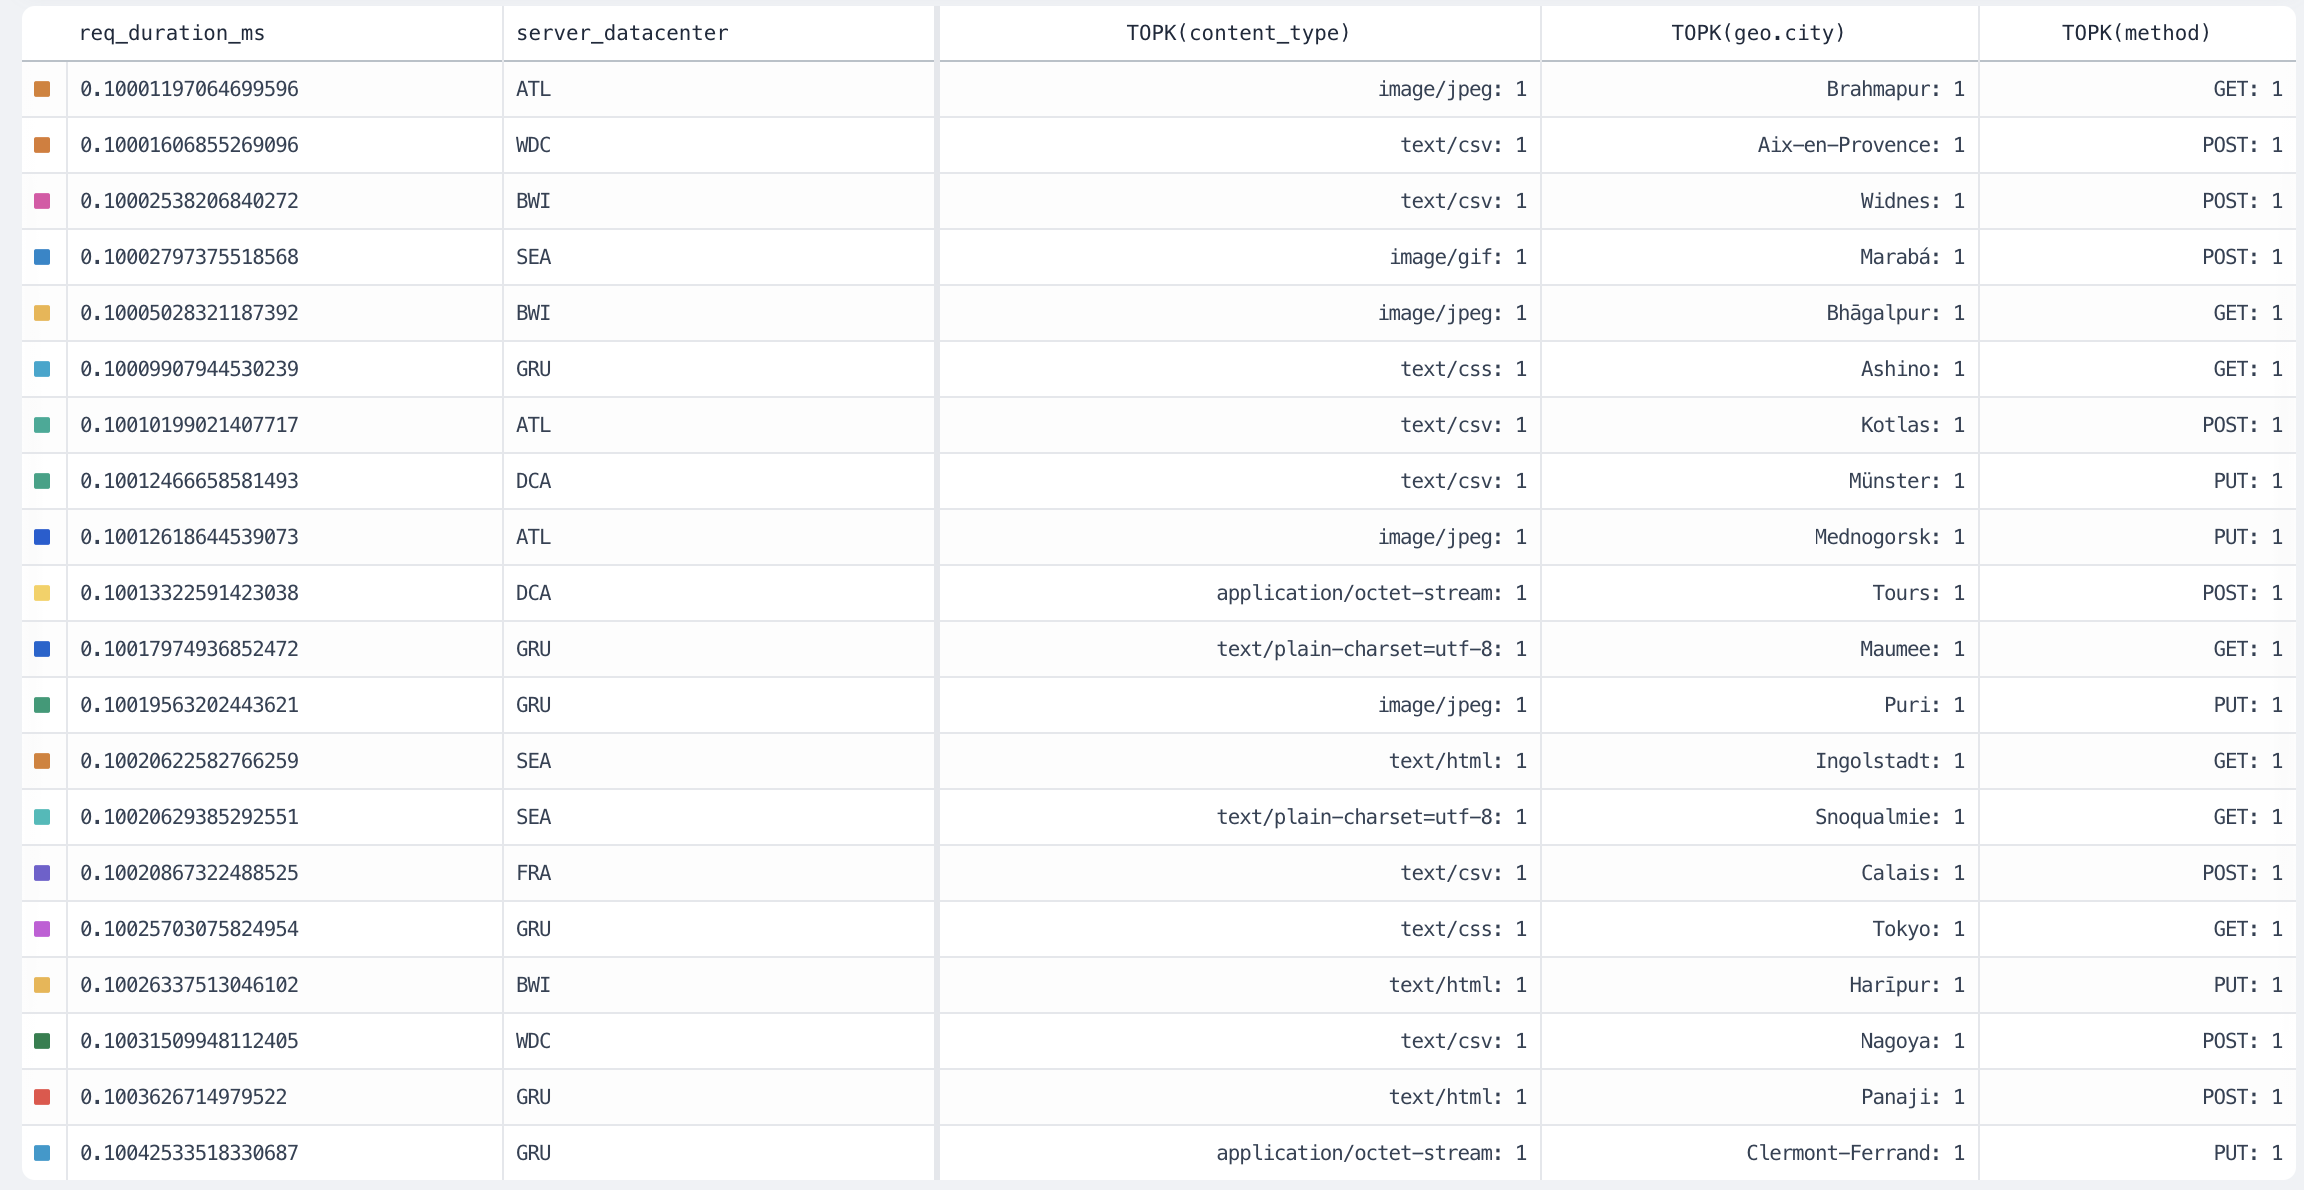 req_duration_ms server_datacenter TOPK(content_type) TOPK(geo.city) TOPK(method)
0.10001197064699596 ATL image/jpeg: 1 Brahmapur: 1 GET: 1
0.10001606855269096 WDC text/csv: 1 Aix-en-Provence: 1 POST: 1
0.10002538206840272 BWI text/csv: 1 Widnes: 1 POST: 1
0.10002797375518568 SEA image/gif: 1 Marabá: 1 POST: 1
0.10005028321187392 BWI image/jpeg: 1 Bhāgalpur: 1 GET: 1
0.10009907944530239 GRU text/css: 1 Ashino: 1 GET: 1
0.10010199021407717 ATL text/csv: 1 Kotlas: 1 POST: 1
0.10012466658581493 DCA text/csv: 1 Münster: 1 PUT: 1
0.10012618644539073 ATL image/jpeg: 1 Mednogorsk: 1 PUT: 1
0.10013322591423038 DCA application/octet-stream: 1 Tours: 1 POST: 1
0.10017974936852472 GRU text/plain-charset=utf-8: 1 Maumee: 1 GET: 1
0.10019563202443621 GRU image/jpeg: 1 Puri: 1 PUT: 1
0.10020622582766259 SEA text/html: 1 Ingolstadt: 1 GET: 1
0.10020629385292551 SEA text/plain-charset=utf-8: 1 Snoqualmie: 1 GET: 1
0.10020867322488525 FRA text/csv: 1 Calais: 1 POST: 1
0.10025703075824954 GRU text/css: 1 Tokyo: 1 GET: 1
0.10026337513046102 BWI text/html: 1 Harīpur: 1 PUT: 1
0.10031509948112405 WDC text/csv: 1 Nagoya: 1 POST: 1
0.1003626714979522 GRU text/html: 1 Panaji: 1 POST: 1
0.10042533518330687 GRU application/octet-stream: 1 Clermont-Ferrand: 1 PUT: 1